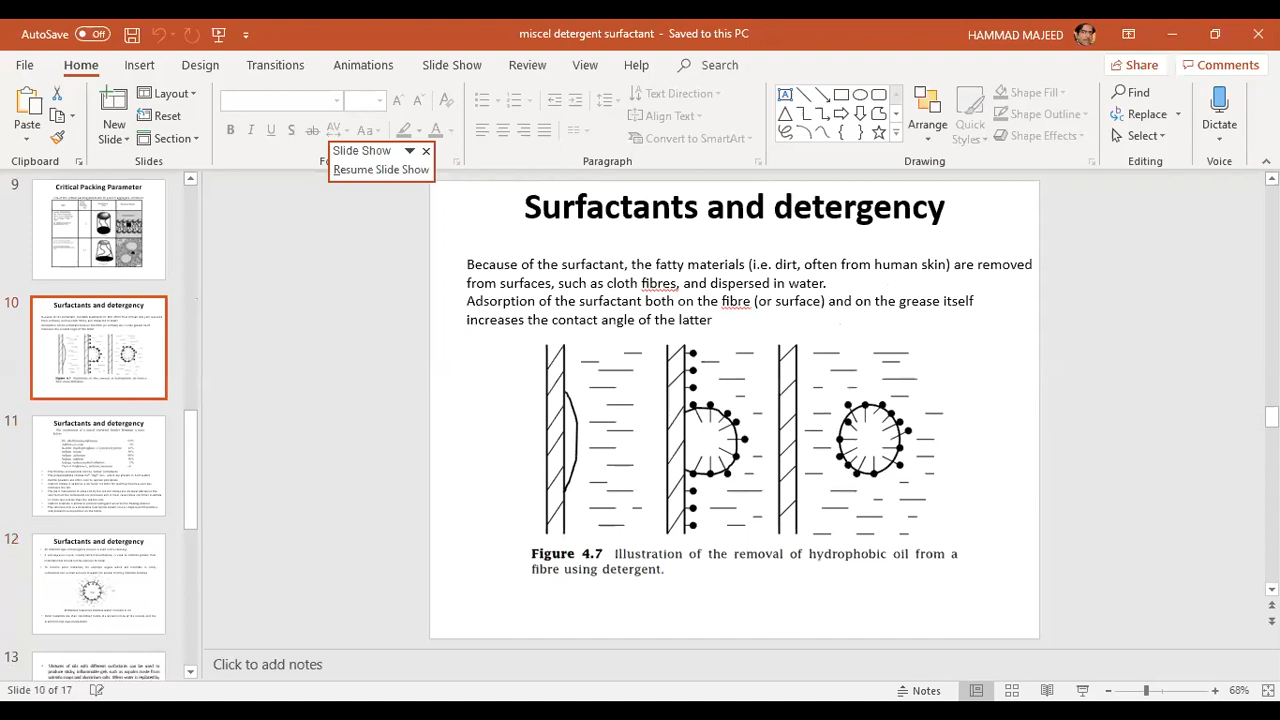 AutoSave Off
miscel detergent surfactant - Saved to this PC
HAMMAD MAJEED
File Home Insert Design Transitions Animations Slide Show Review View Help Search
Share Comments
Paste
New
Slide
Layout
Reset
Section
B I U S ab AV Aa A
Text Direction
Align Text
Convert to SmartArt
Arrange
Quick
Styles
Shape Fill
Shape Outline
Shape Effects
Find
Replace
Select
Dictate
Clipboard Slides Paragraph Drawing Editing Voice
Slide Show
Resume Slide Show
9
Critical Packing Parameter
10
Surfactants and detergency
11
Surfactants and detergency
12
Surfactants and detergency
13
Surfactants and detergency
Because of the surfactant, the fatty materials (i.e. dirt, often from human skin) are removed
from surfaces, such as cloth fibres, and dispersed in water.
Adsorption of the surfactant both on the fibre (or surface) and on the grease itself
increases the contact angle of the latter
Figure 4.7 Illustration of the removal of hydrophobic oil from a
fibre using detergent.
Click to add notes
Slide 10 of 17
Notes
68%